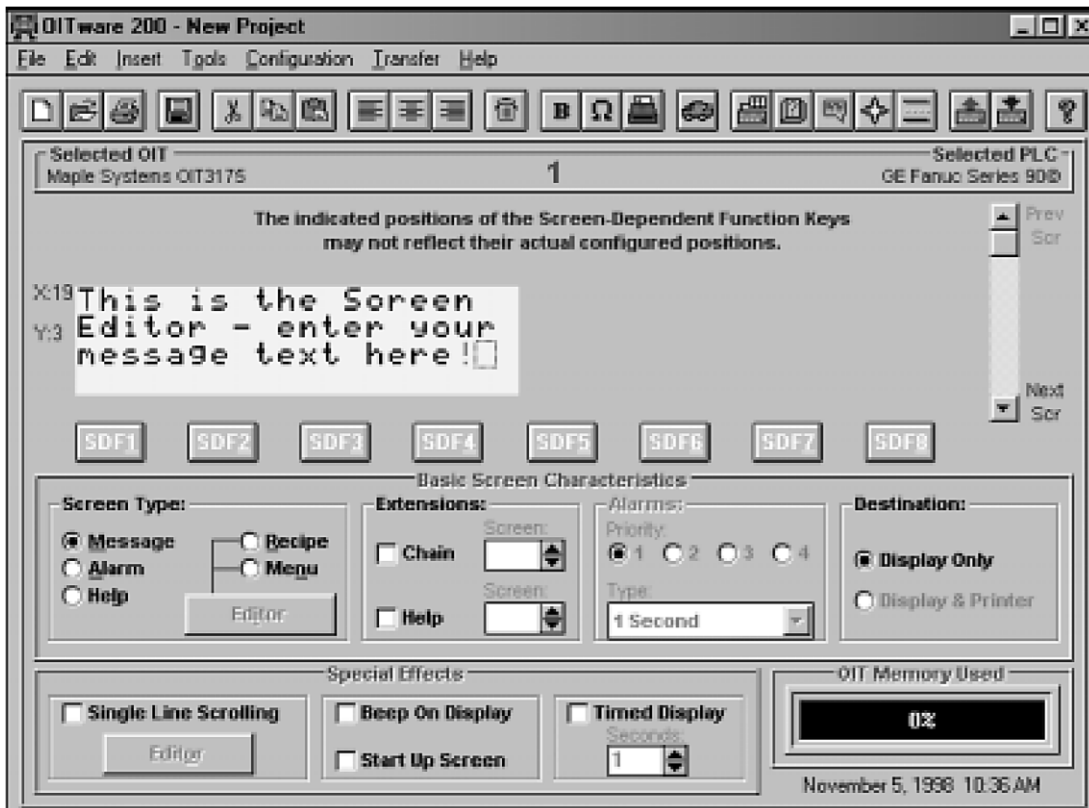 OITware 200 - New Project
File Edit Insert Tools Configuration Transfer Help
B Ω ?
Selected OIT Selected PLC
Maple Systems OIT3175 1 GE Fanuc Series 90©
The indicated positions of the Screen-Dependent Function Keys
may not reflect their actual configured positions.
Prev
Scr
X:19 This is the Screen
Y:3 Editor - enter your
message text here!
Next
Scr
SDF1 SDF2 SDF3 SDF4 SDF5 SDF6 SDF7 SDF8
Basic Screen Characteristics
Screen Type: Extensions: Alarms: Destination:
Screen: Priority:
Message Recipe Chain 1 2 3 4 Display Only
Alarm Menu
Help Editor Screen: Type: Display & Printer
Help 1 Second
Special Effects OIT Memory Used
Single Line Scrolling Beep On Display Timed Display 0%
Editor Start Up Screen Seconds:
1
November 5, 1998 10:36 AM